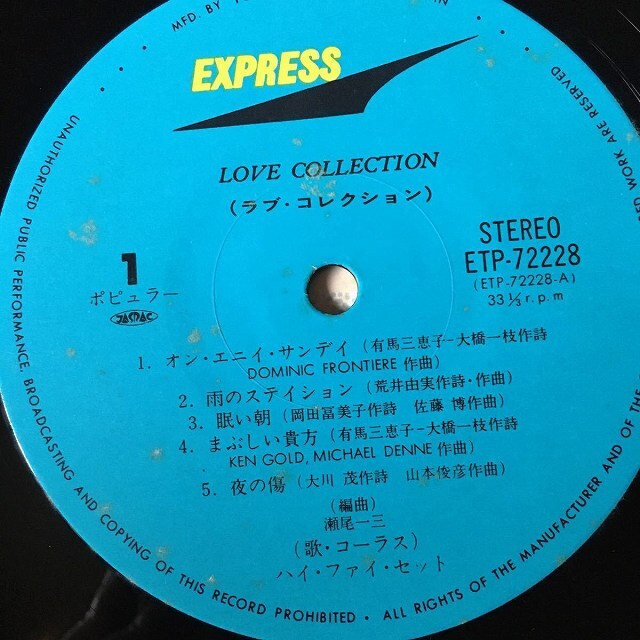 MFD. BY
EXPRESS
LOVE COLLECTION
(ラブ・コレクション)
STEREO
ETP-72228
(ETP-72228-A)
33⅓ r.p.m
1
ポピュラー
JASRAC
1. オン・エニイ・サンデイ (有馬三恵子-大橋一枝作詩
DOMINIC FRONTIERE 作曲)
2. 雨のステイション (荒井由実作詩・作曲)
3. 眠い朝 (岡田冨美子作詩 佐藤 博作曲)
4. まぶしい貴方 (有馬三恵子-大橋一枝作詩
KEN GOLD, MICHAEL DENNE 作曲)
5. 夜の傷 (大川 茂作詩 山本俊彦作曲)
(編曲)
瀬尾一三
(歌・コーラス)
ハイ・ファイ・セット
UNAUTHORIZED PUBLIC PERFORMANCE, BROADCASTING AND COPYING OF THIS RECORD PROHIBITED • ALL RIGHTS OF THE MANUFACTURER AND OF THE WORK ARE RESERVED